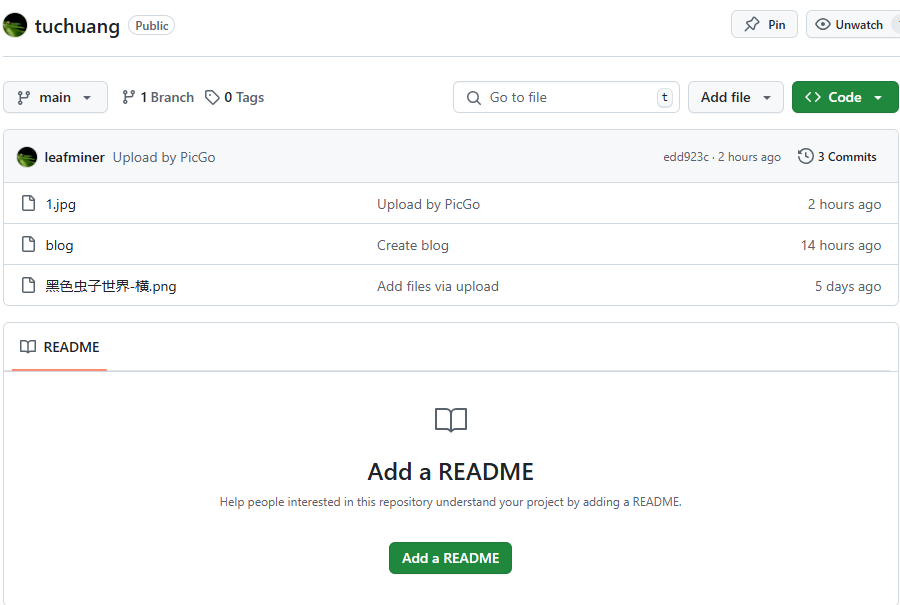 tuchuang Public Pin Unwatch
main 1 Branch 0 Tags Go to file t Add file Code
leafminer Upload by PicGo edd923c · 2 hours ago 3 Commits
1.jpg Upload by PicGo 2 hours ago
blog Create blog 14 hours ago
黑色虫子世界-横.png Add files via upload 5 days ago
README
Add a README
Help people interested in this repository understand your project by adding a README.
Add a README